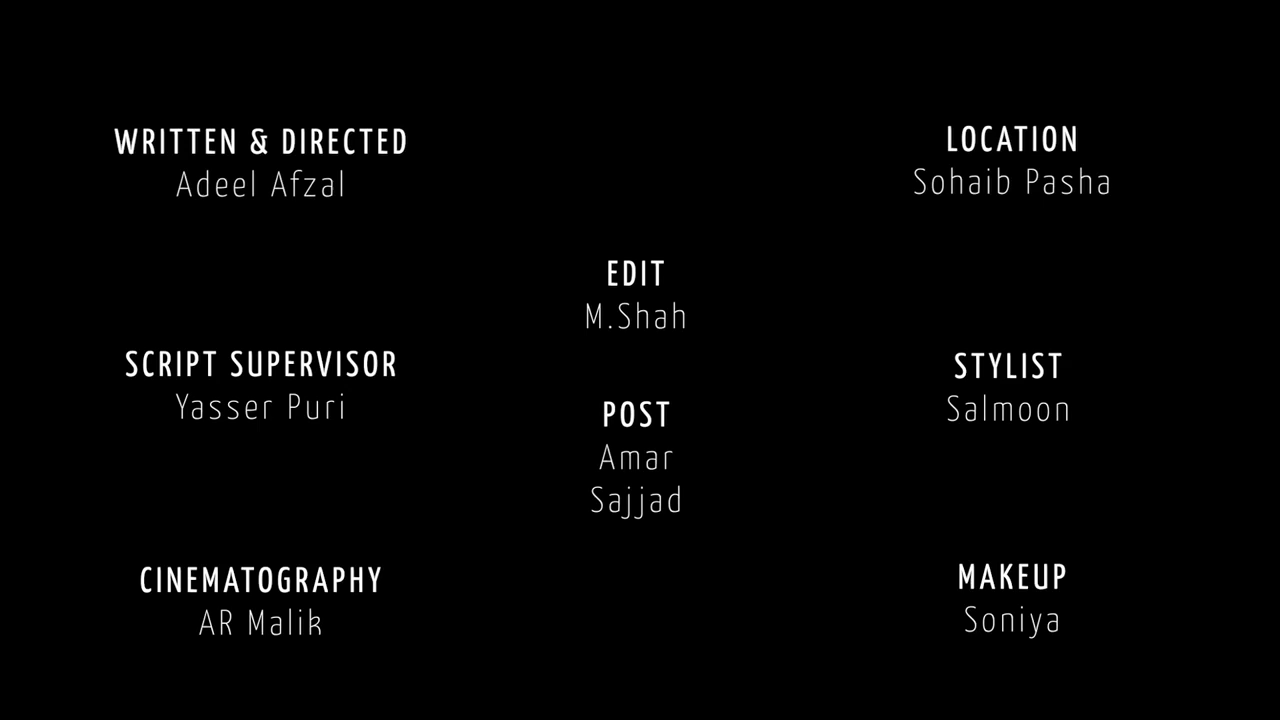 WRITTEN & DIRECTED
Adeel Afzal
SCRIPT SUPERVISOR
Yasser Puri
CINEMATOGRAPHY
AR Malik
EDIT
M.Shah
POST
Amar
Sajjad
LOCATION
Sohaib Pasha
STYLIST
Salmoon
MAKEUP
Soniya